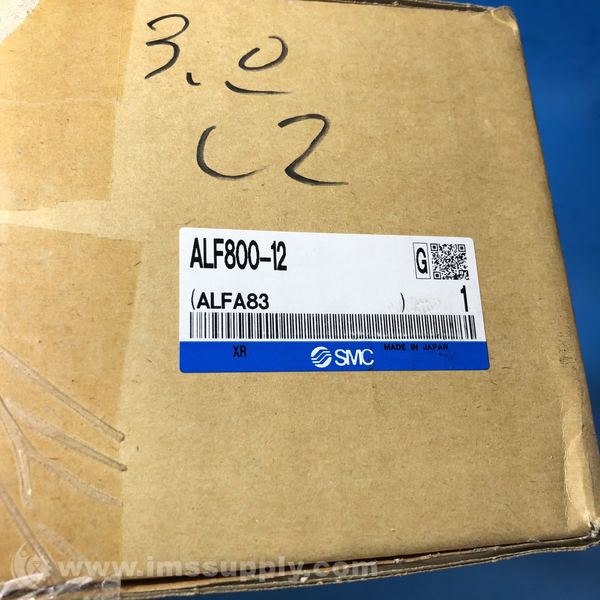 3.0
C2
ALF800-12
G
(ALFA83 ) 1
XR SMC MADE IN JAPAN
www.imssupply.com